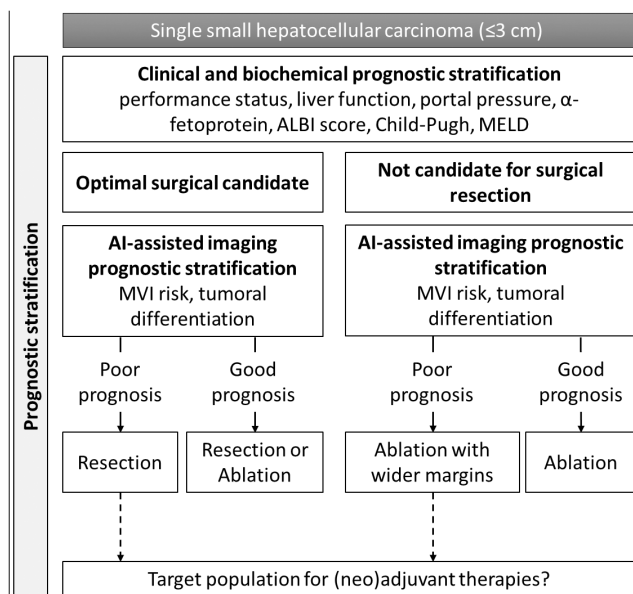 Single small hepatocellular carcinoma (≤3 cm)
Prognostic stratification
Clinical and biochemical prognostic stratification
performance status, liver function, portal pressure, α-
fetoprotein, ALBI score, Child-Pugh, MELD
Optimal surgical candidate
Not candidate for surgical
resection
AI-assisted imaging
prognostic stratification
MVI risk, tumoral
differentiation
AI-assisted imaging prognostic
stratification
MVI risk, tumoral
differentiation
Poor
prognosis
Good
prognosis
Poor
prognosis
Good
prognosis
Resection
Resection or
Ablation
Ablation with
wider margins
Ablation
Target population for (neo)adjuvant therapies?